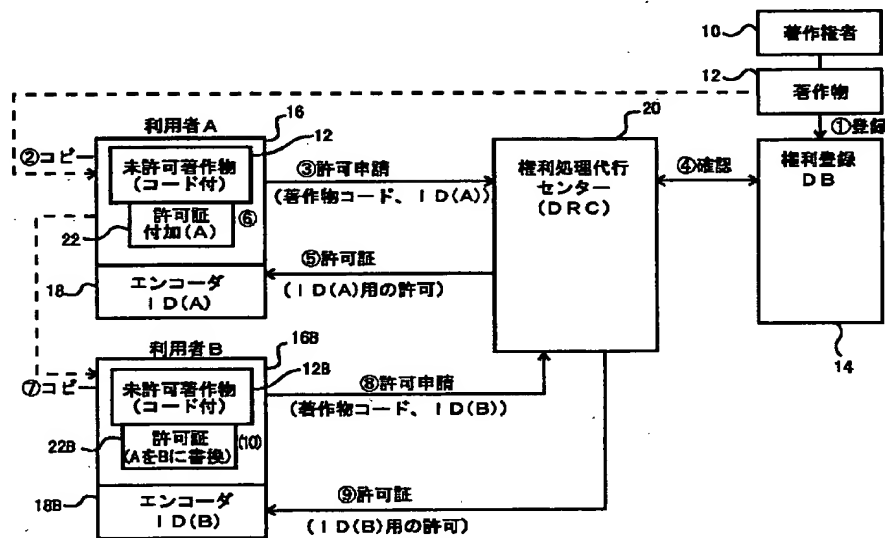 10
著作権者
12
著作物
①登録
20
利用者A
16
12
②コピー
未許可著作物
(コード付)
③許可申請
(著作物コード、ID(A))
権利処理代行
センター
(DRC)
④確認
権利登録
DB
許可証
付加(A)
⑥
22
⑤許可証
(ID(A)用の許可)
18
エンコーダ
ID(A)
14
利用者B
16B
⑦コピー
12B
未許可著作物
(コード付)
⑧許可申請
(著作物コード、ID(B))
許可証
(AをBに書換)
(10)
22B
⑨許可証
(ID(B)用の許可)
18B
エンコーダ
ID(B)